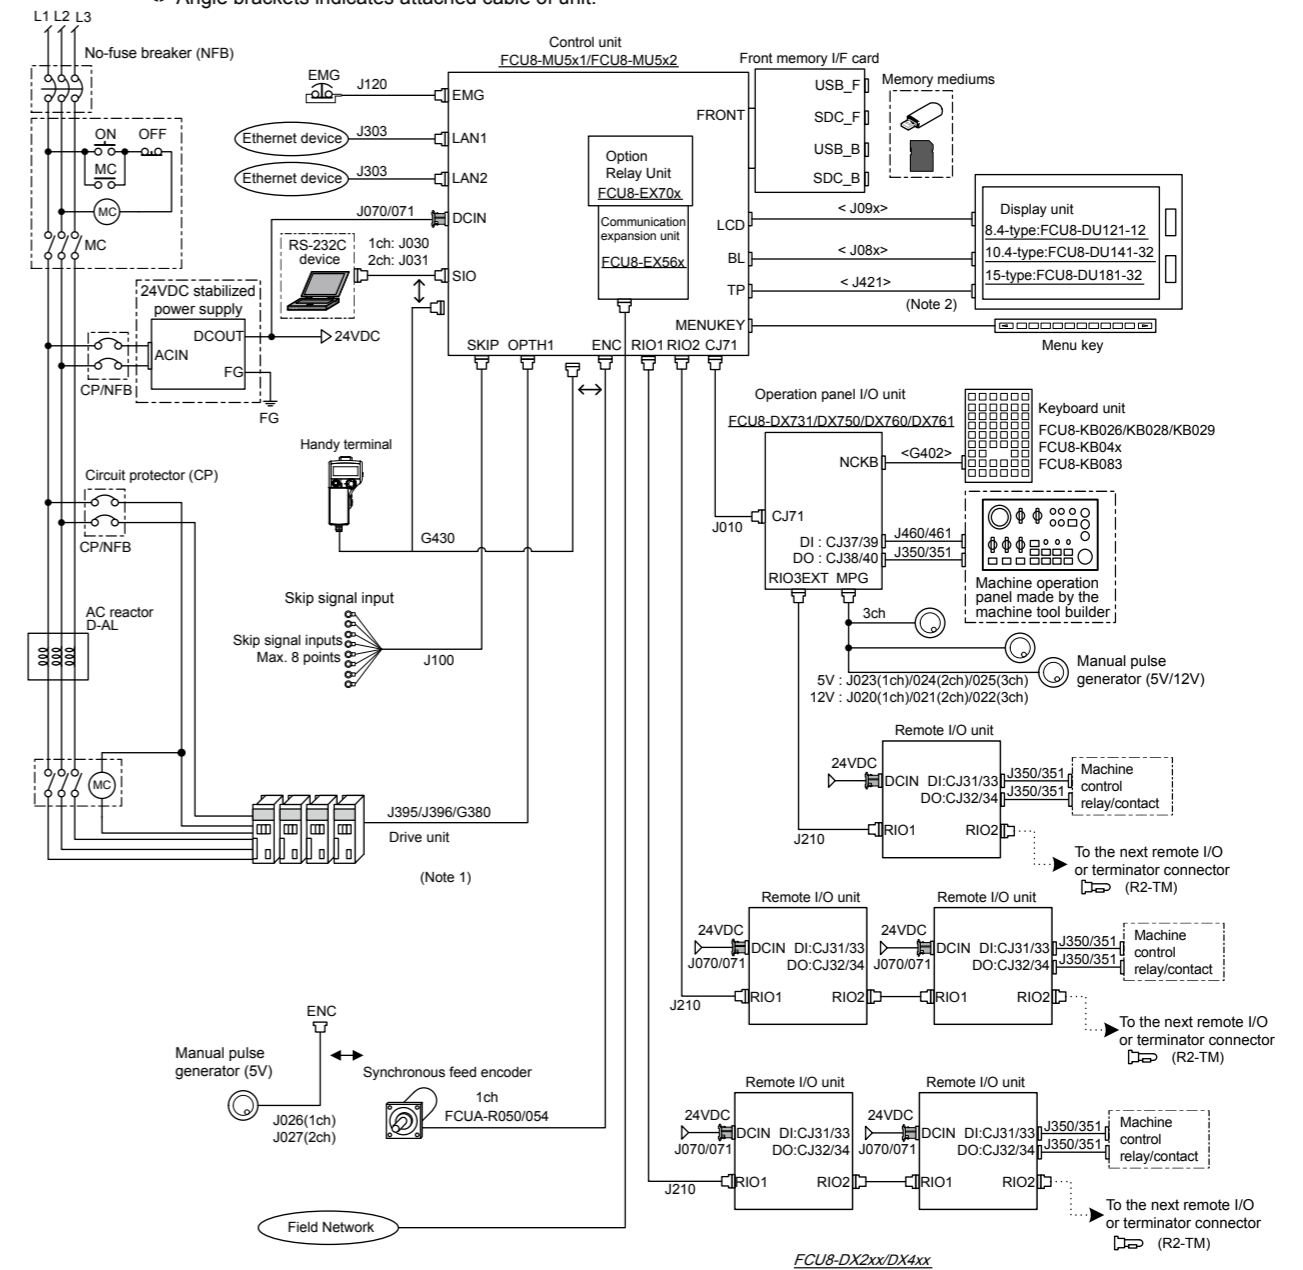 <> Angle brackets indicates attached cable of unit.
L1 L2 L3
No-fuse breaker (NFB)
ON OFF
MC
MC
MC
24VDC stabilized
power supply
DCOUT
24VDC
ACIN
FG
FG
CP/NFB
Circuit protector (CP)
CP/NFB
AC reactor
D-AL
MC
EMG
J120
Ethernet device
J303
Ethernet device
J303
J070/071
RS-232C
device
1ch: J030
2ch: J031
Control unit
FCU8-MU5x1/FCU8-MU5x2
EMG
LAN1
LAN2
DCIN
SIO
FRONT
LCD
BL
TP
MENUKEY
SKIP OPTH1 ENC RIO1 RIO2 CJ71
Option
Relay Unit
FCU8-EX70x
Communication
expansion unit
FCU8-EX56x
Front memory I/F card
USB_F
SDC_F
USB_B
SDC_B
Memory mediums
< J09x>
< J08x>
< J421>
(Note 2)
Display unit
8.4-type:FCU8-DU121-12
10.4-type:FCU8-DU141-32
15-type:FCU8-DU181-32
Menu key
Operation panel I/O unit
FCU8-DX731/DX750/DX760/DX761
NCKB
<G402>
Keyboard unit
FCU8-KB026/KB028/KB029
FCU8-KB04x
FCU8-KB083
J010
CJ71
DI : CJ37/39
DO : CJ38/40
J460/461
J350/351
RIO3EXT MPG
Machine operation
panel made by the
machine tool builder
3ch
5V : J023(1ch)/024(2ch)/025(3ch)
12V : J020(1ch)/021(2ch)/022(3ch)
Manual pulse
generator (5V/12V)
Handy terminal
G430
Skip signal input
Skip signal inputs
Max. 8 points
J100
J395/J396/G380
Drive unit
(Note 1)
Remote I/O unit
24VDC
DCIN DI:CJ31/33
DO:CJ32/34
J350/351
J350/351
Machine
control
relay/contact
J210
RIO1 RIO2
To the next remote I/O
or terminator connector
(R2-TM)
Remote I/O unit
Remote I/O unit
24VDC
J070/071
DCIN DI:CJ31/33
DO:CJ32/34
24VDC
J070/071
DCIN DI:CJ31/33
DO:CJ32/34
J350/351
J350/351
Machine
control
relay/contact
J210
RIO1 RIO2
RIO1 RIO2
To the next remote I/O
or terminator connector
(R2-TM)
ENC
Manual pulse
generator (5V)
J026(1ch)
J027(2ch)
Synchronous feed encoder
1ch
FCUA-R050/054
Remote I/O unit
Remote I/O unit
24VDC
J070/071
DCIN DI:CJ31/33
DO:CJ32/34
24VDC
J070/071
DCIN DI:CJ31/33
DO:CJ32/34
J350/351
J350/351
Machine
control
relay/contact
J210
RIO1 RIO2
RIO1 RIO2
To the next remote I/O
or terminator connector
(R2-TM)
Field Network
FCU8-DX2xx/DX4xx